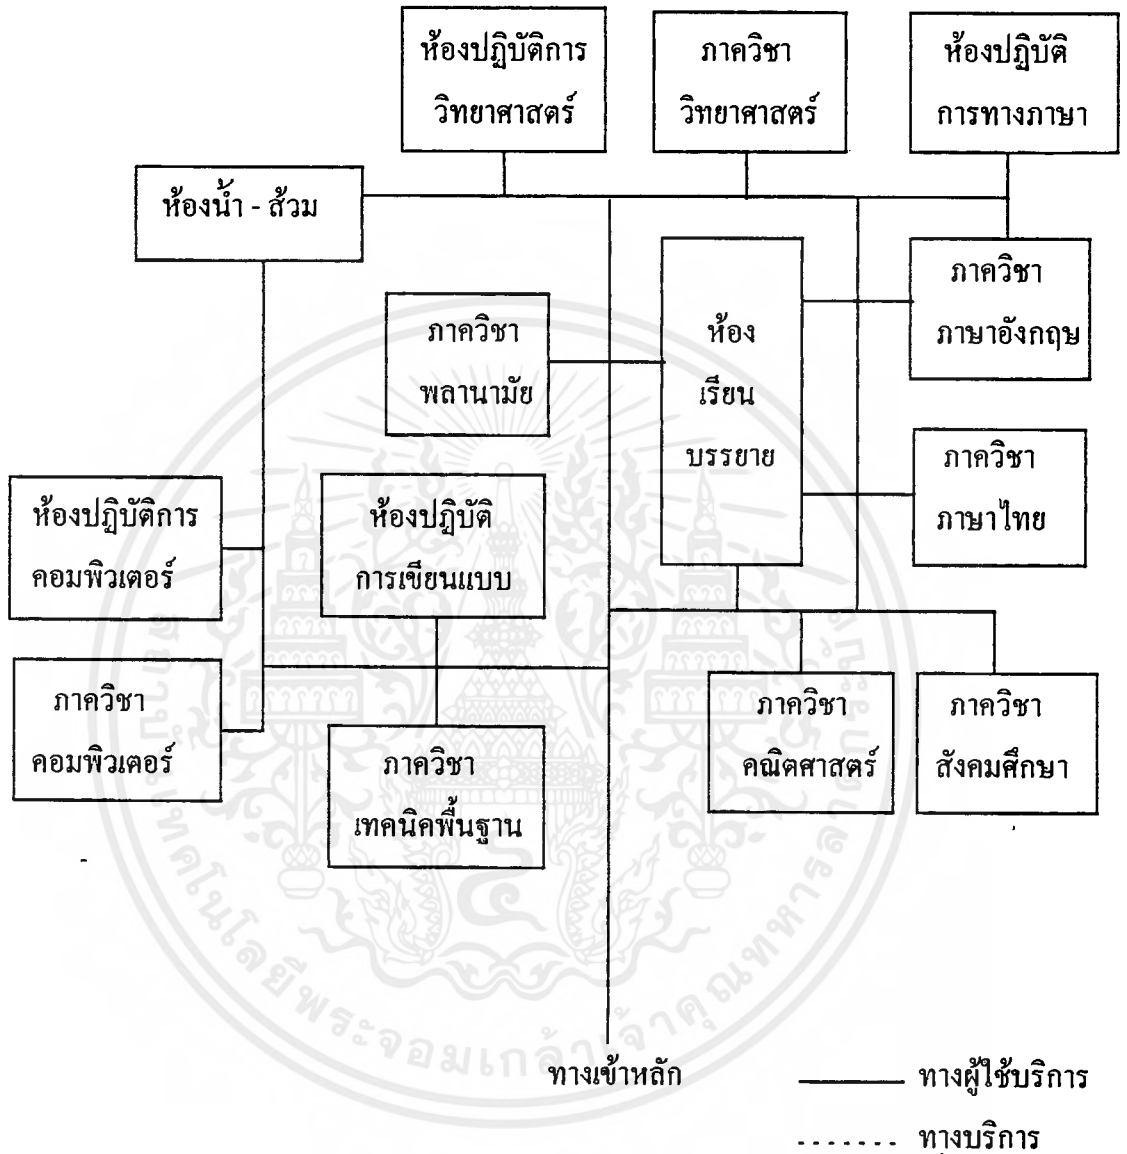 ห้องปฏิบัติการ
วิทยาศาสตร์
ภาควิชา
วิทยาศาสตร์
ห้องปฏิบัติ
การทางภาษา
ห้องน้ำ - ส้วม
ภาควิชา
พลานามัย
ห้อง
เรียน
บรรยาย
ภาควิชา
ภาษาอังกฤษ
ภาควิชา
ภาษาไทย
ห้องปฏิบัติการ
คอมพิวเตอร์
ห้องปฏิบัติ
การเขียนแบบ
ภาควิชา
คอมพิวเตอร์
ภาควิชา
เทคนิคพื้นฐาน
ภาควิชา
คณิตศาสตร์
ภาควิชา
สังคมศึกษา
ทางเข้าหลัก
ทางผู้ใช้บริการ
ทางบริการ